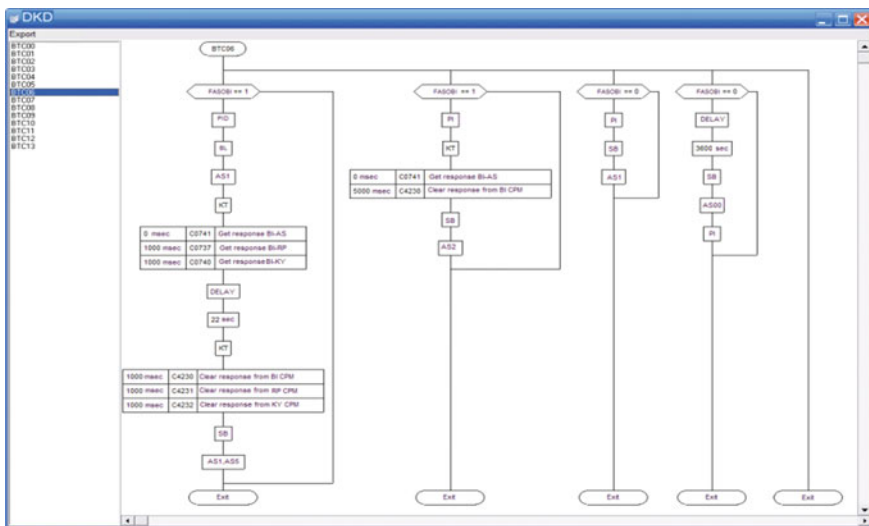 DKD
Export
BTC00
BTC01
BTC02
BTC03
BTC04
BTC05
BTC06
BTC07
BTC08
BTC09
BTC10
BTC11
BTC12
BTC13
BTC06
FASOBI == 1
PID
BL
AS1
KT
0 msec C0741 Get response BI-AS
1000 msec C0737 Get response BI-RP
1000 msec C0740 Get response BI-KY
DELAY
22 sec
KT
1000 msec C4230 Clear response from BI CPM
1000 msec C4231 Clear response from RP CPM
1000 msec C4232 Clear response from KY CPM
SB
AS1,AS5
Exit
FASOBI == 1
PI
KT
0 msec C0741 Get response BI-AS
5000 msec C4230 Clear response from BI CPM
SB
AS2
Exit
FASOBI == 0
PI
SB
AS1
Exit
FASOBI == 0
DELAY
3600 sec
SB
AS00
PI
Exit
Exit